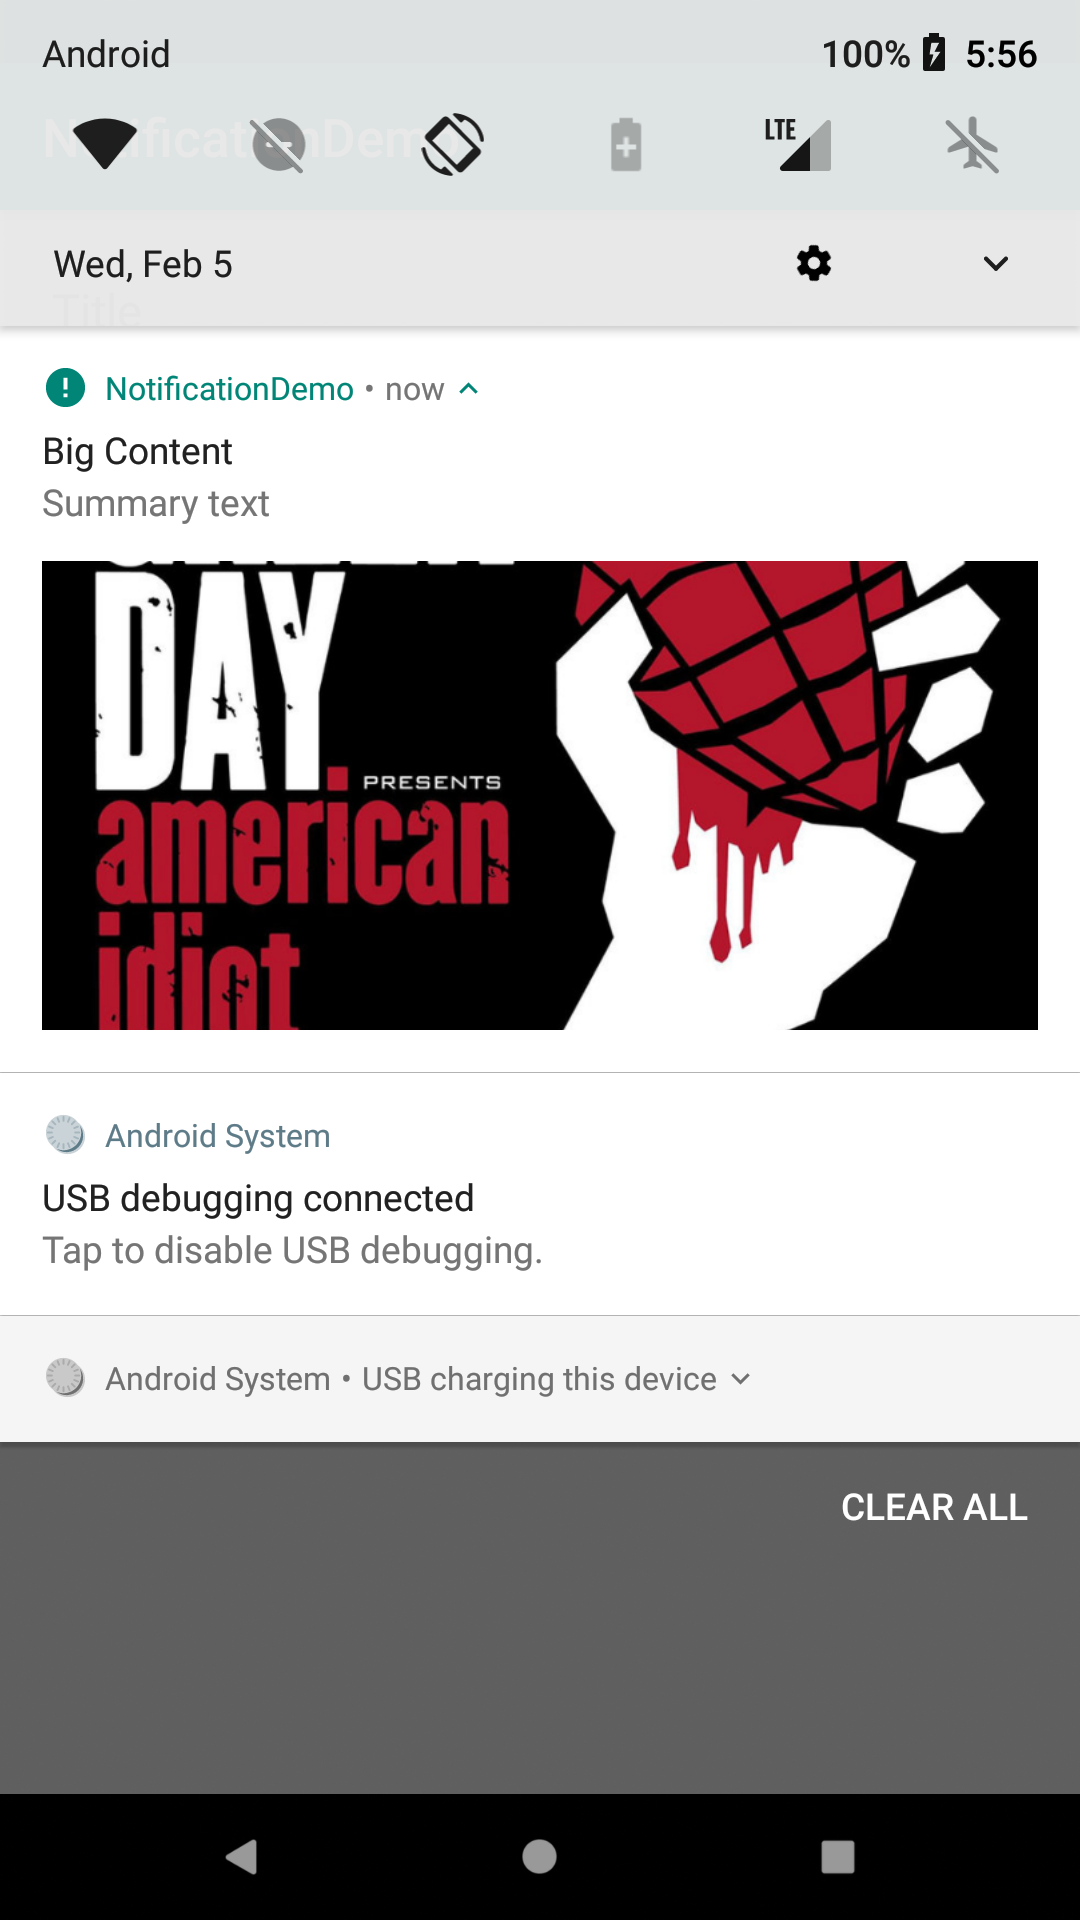 Android 100% 5:56
NotificationDemo
LTE
Wed, Feb 5
Title
NotificationDemo • now
Big Content
Summary text
DAY
PRESENTS
american
idiot
Android System
USB debugging connected
Tap to disable USB debugging.
Android System • USB charging this device
CLEAR ALL